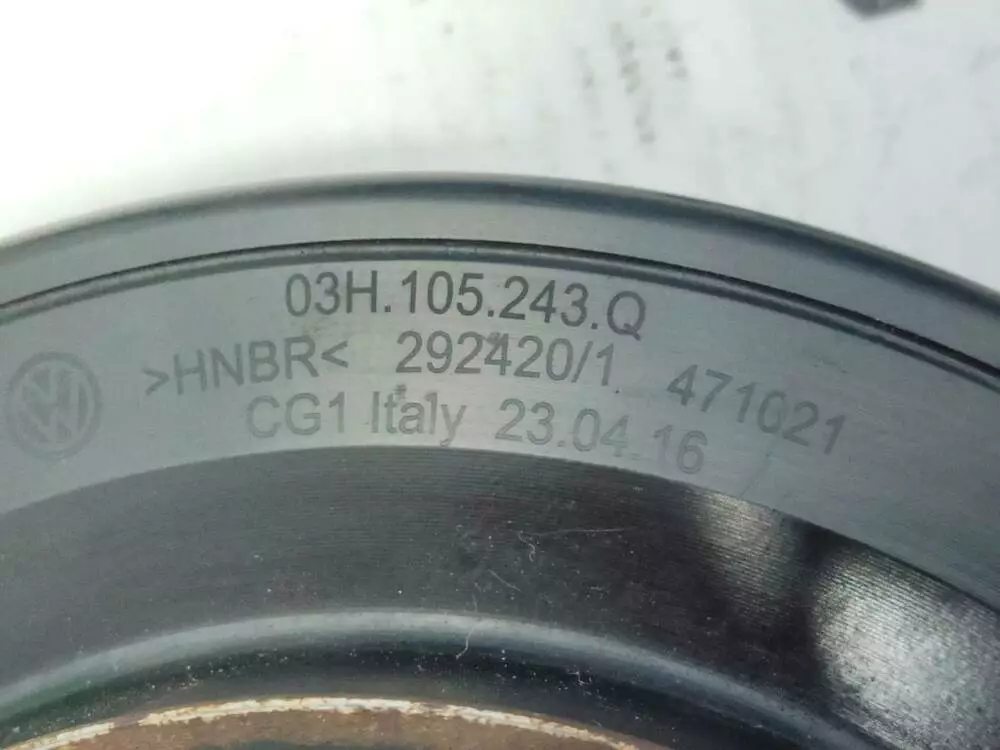 03H.105.243.Q
>HNBR< 292420/1 471021
CG1 Italy 23.04.16